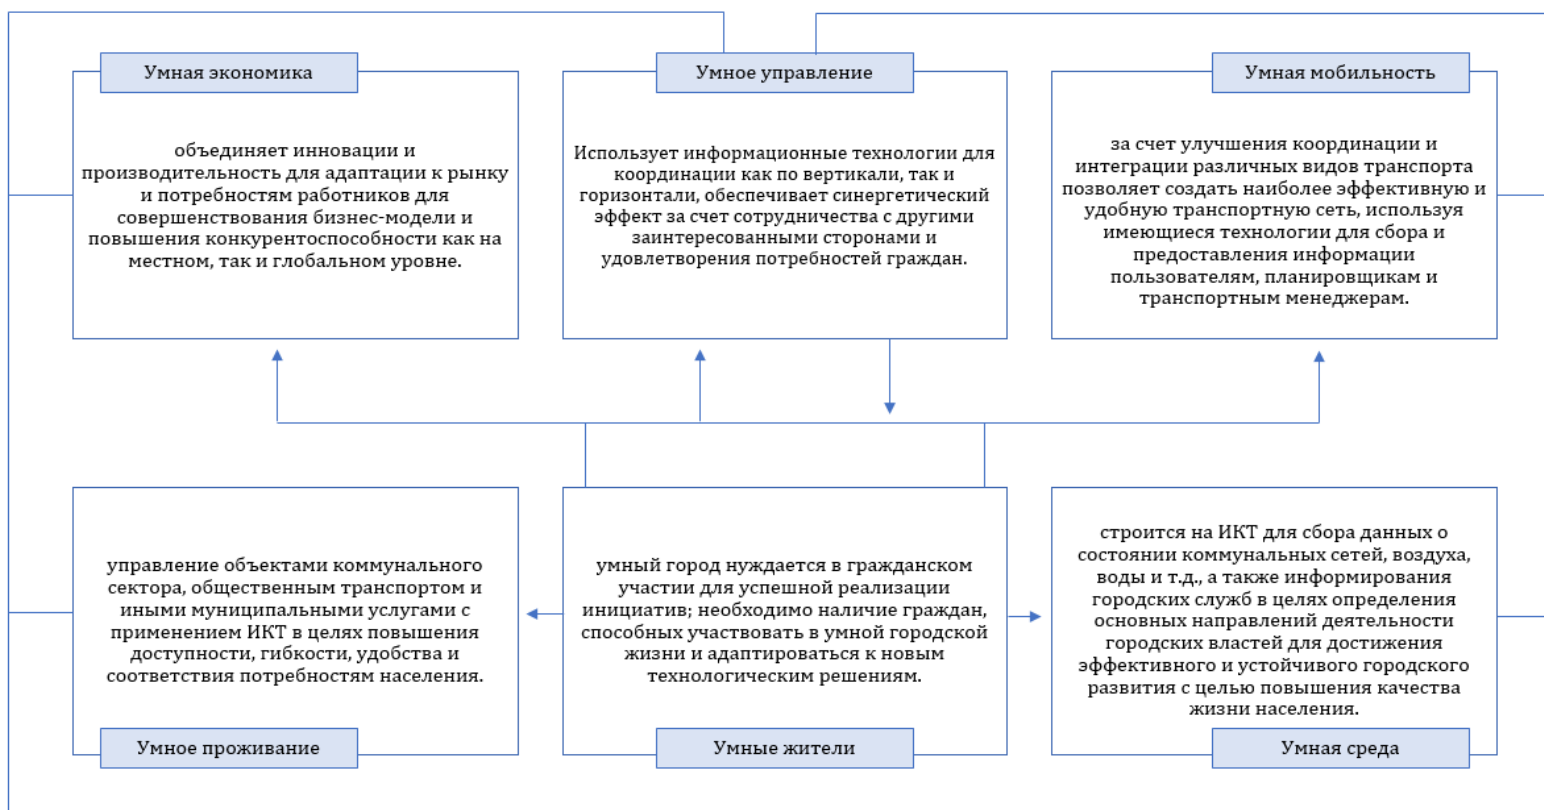 Умная экономика
объединяет инновации и
производительность для адаптации к рынку
и потребностям работников для
совершенствования бизнес-модели и
повышения конкурентоспособности как на
местном, так и глобальном уровне.
Умное управление
Использует информационные технологии для
координации как по вертикали, так и
горизонтали, обеспечивает синергетический
эффект за счет сотрудничества с другими
заинтересованными сторонами и
удовлетворения потребностей граждан.
Умная мобильность
за счет улучшения координации и
интеграции различных видов транспорта
позволяет создать наиболее эффективную и
удобную транспортную сеть, используя
имеющиеся технологии для сбора и
предоставления информации
пользователям, планировщикам и
транспортным менеджерам.
управление объектами коммунального
сектора, общественным транспортом и
иными муниципальными услугами с
применением ИКТ в целях повышения
доступности, гибкости, удобства и
соответствия потребностям населения.
Умное проживание
умный город нуждается в гражданском
участии для успешной реализации
инициатив; необходимо наличие граждан,
способных участвовать в умной городской
жизни и адаптироваться к новым
технологическим решениям.
Умные жители
строится на ИКТ для сбора данных о
состоянии коммунальных сетей, воздуха,
воды и т.д., а также информирования
городских служб в целях определения
основных направлений деятельности
городских властей для достижения
эффективного и устойчивого городского
развития с целью повышения качества
жизни населения.
Умная среда